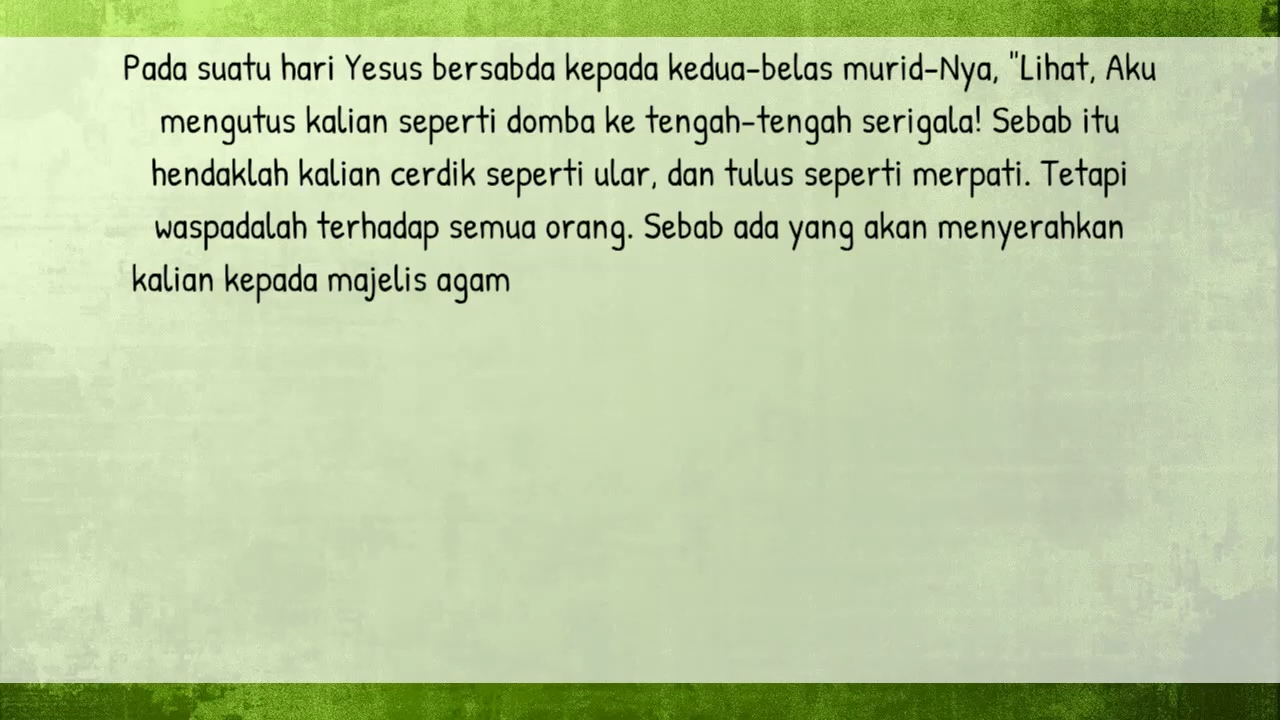 Pada suatu hari Yesus bersabda kepada kedua-belas murid-Nya, "Lihat, Aku
mengutus kalian seperti domba ke tengah-tengah serigala! Sebab itu
hendaklah kalian cerdik seperti ular, dan tulus seperti merpati. Tetapi
waspadalah terhadap semua orang. Sebab ada yang akan menyerahkan
kalian kepada majelis agam